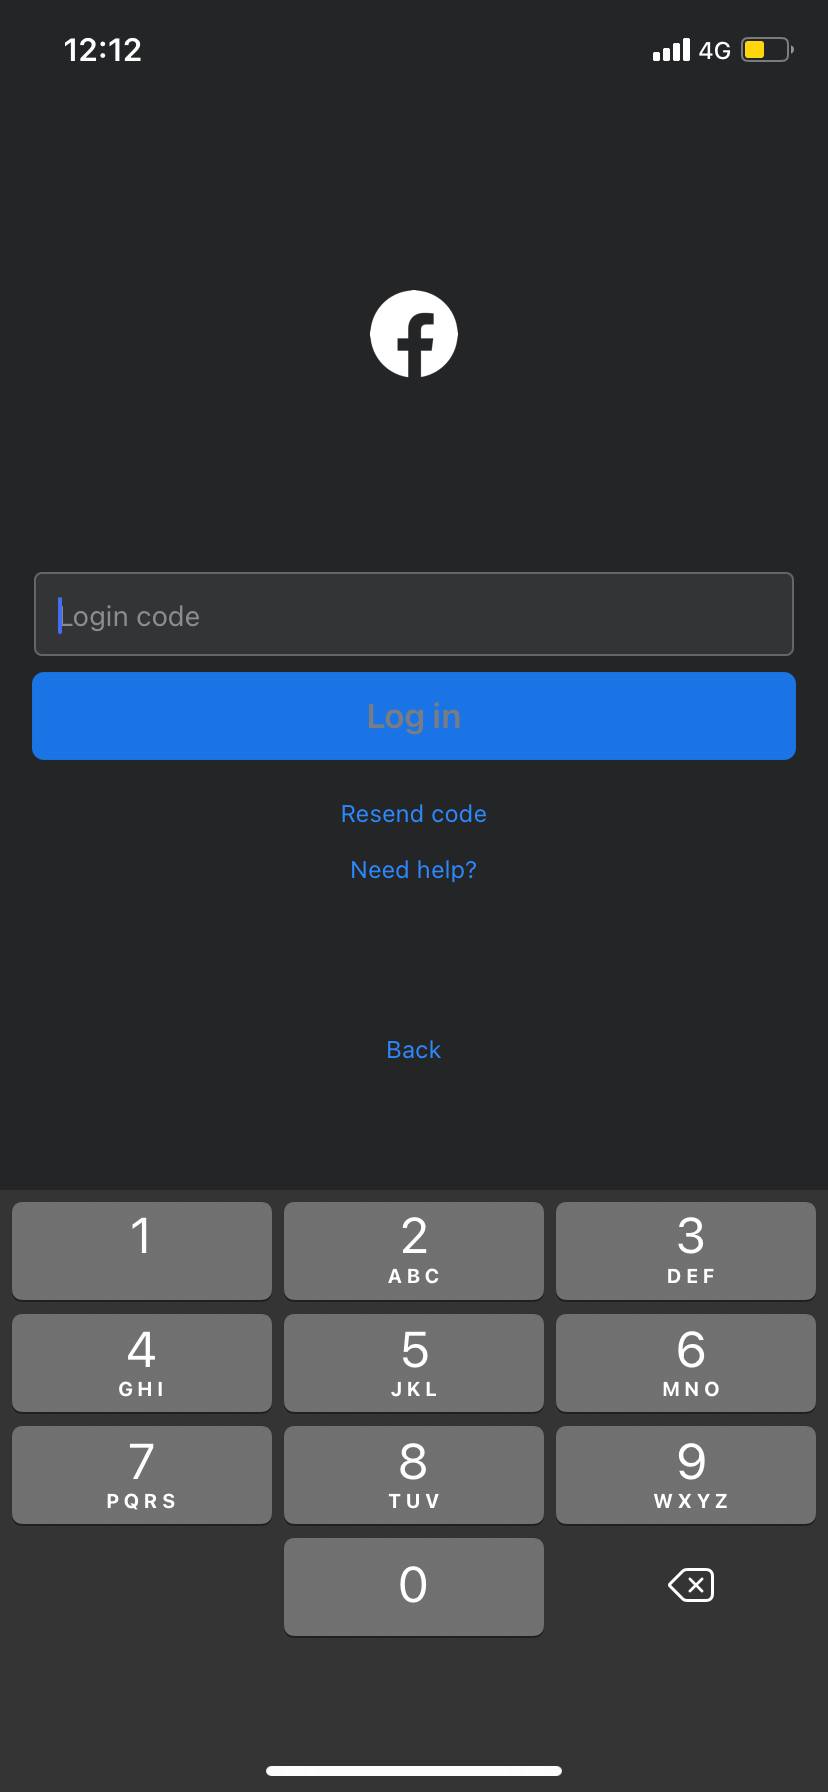 12:12 4G
Login code
Log in
Resend code
Need help?
Back
1 2 3
ABC DEF
4 5 6
GHI JKL MNO
7 8 9
PQRS TUV WXYZ
0